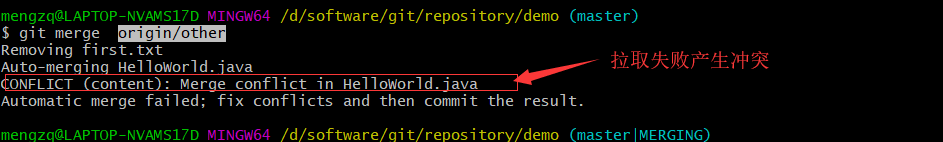 mengzq@LAPTOP-NVAMS17D MINGW64 /d/software/git/repository/demo (master)
$ git merge  origin/other
Removing first.txt
Auto-merging HelloWorld.java
拉取失败产生冲突
CONFLICT (content): Merge conflict in HelloWorld.java
Automatic merge failed; fix conflicts and then commit the result.
mengzq@LAPTOP-NVAMS17D MINGW64 /d/software/git/repository/demo (master|MERGING)